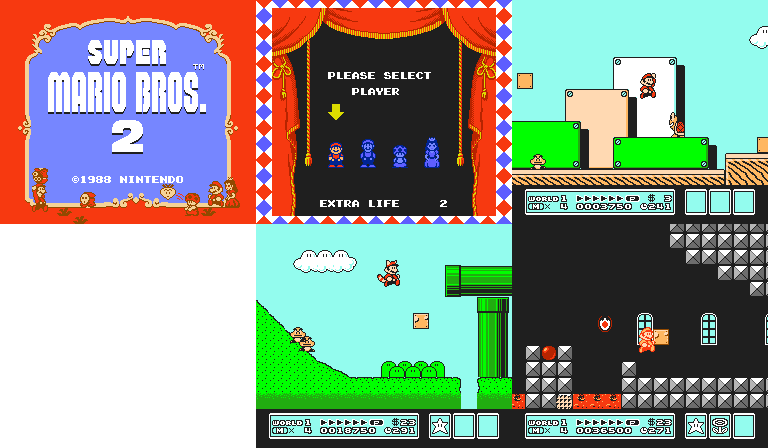 SUPER
TM
MARIO BROS.
2
©1988 NINTENDO
PLEASE SELECT
PLAYER
EXTRA LIFE 2
WORLD 1 P $ 3
(M)× 4 0003750 241
WORLD 1 P $23
(M)× 4 0018750 291
WORLD 1 P $23
(M)× 4 0036500 271